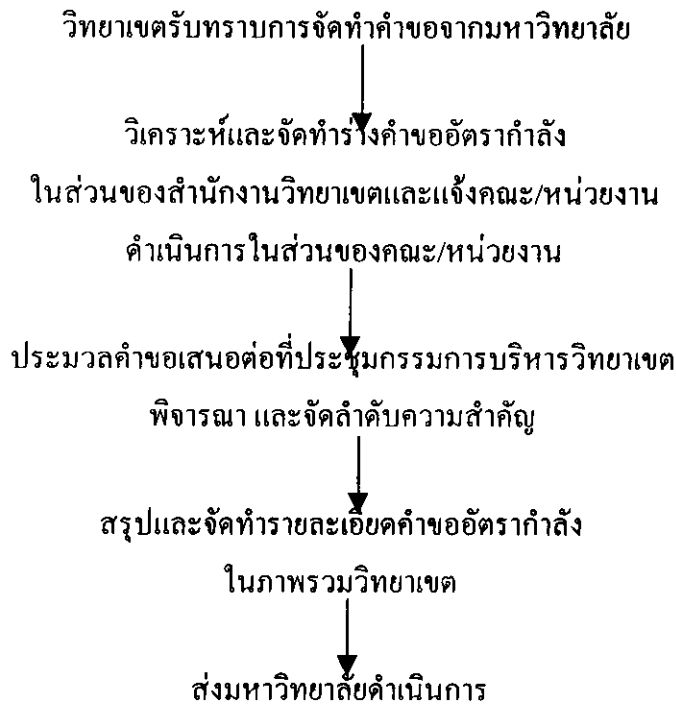 วิทยาเขตรับทราบการจัดทำคำขอจากมหาวิทยาลัย
วิเคราะห์และจัดทำร่างคำขออัตรากำลัง
ในส่วนของสำนักงานวิทยาเขตและแจ้งคณะ/หน่วยงาน
ดำเนินการในส่วนของคณะ/หน่วยงาน
ประมวลคำขอเสนอต่อที่ประชุมกรรมการบริหารวิทยาเขต
พิจารณา และจัดลำดับความสำคัญ
สรุปและจัดทำรายละเอียดคำขออัตรากำลัง
ในภาพรวมวิทยาเขต
ส่งมหาวิทยาลัยดำเนินการ